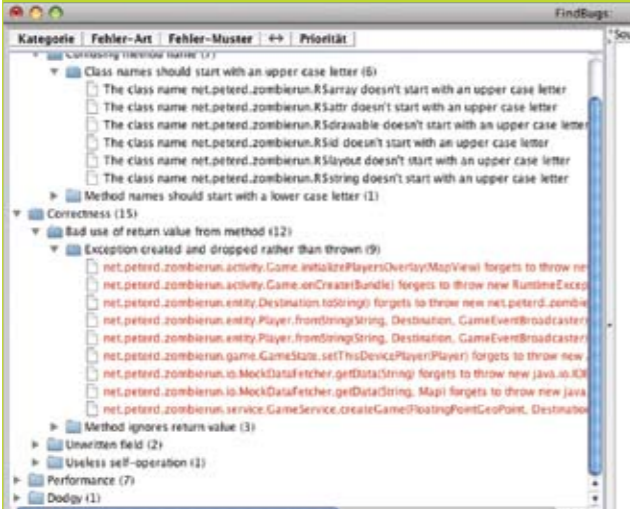 FindBugs:
Kategorie Fehler-Art Fehler-Muster ↔ Priorität
Sou
Confusing method name (7)
Class names should start with an upper case letter (6)
The class name net.peterd.zombierun.R$array doesn't start with an upper case letter
The class name net.peterd.zombierun.R$attr doesn't start with an upper case letter
The class name net.peterd.zombierun.R$drawable doesn't start with an upper case letter
The class name net.peterd.zombierun.R$id doesn't start with an upper case letter
The class name net.peterd.zombierun.R$layout doesn't start with an upper case letter
The class name net.peterd.zombierun.R$string doesn't start with an upper case letter
Method names should start with a lower case letter (1)
Correctness (15)
Bad use of return value from method (12)
Exception created and dropped rather than thrown (9)
net.peterd.zombierun.activity.Game.initializePlayersOverlay(MapView) forgets to throw ne
net.peterd.zombierun.activity.Game.onCreate(Bundle) forgets to throw new RuntimeExcep
net.peterd.zombierun.entity.Destination.toString() forgets to throw new net.peterd.zombie
net.peterd.zombierun.entity.Player.fromString(String, Destination, GameEventBroadcaster)
net.peterd.zombierun.entity.Player.fromString(String, Destination, GameEventBroadcaster)
net.peterd.zombierun.game.GameState.setThisDevicePlayer(Player) forgets to throw new
net.peterd.zombierun.io.MockDataFetcher.getData(String) forgets to throw new java.io.IOE
net.peterd.zombierun.io.MockDataFetcher.getData(String, Map) forgets to throw new java
net.peterd.zombierun.service.GameService.createGame(FloatingPointGeoPoint, Destination
Method ignores return value (3)
Unwritten field (2)
Useless self-operation (1)
Performance (7)
Dodgy (1)